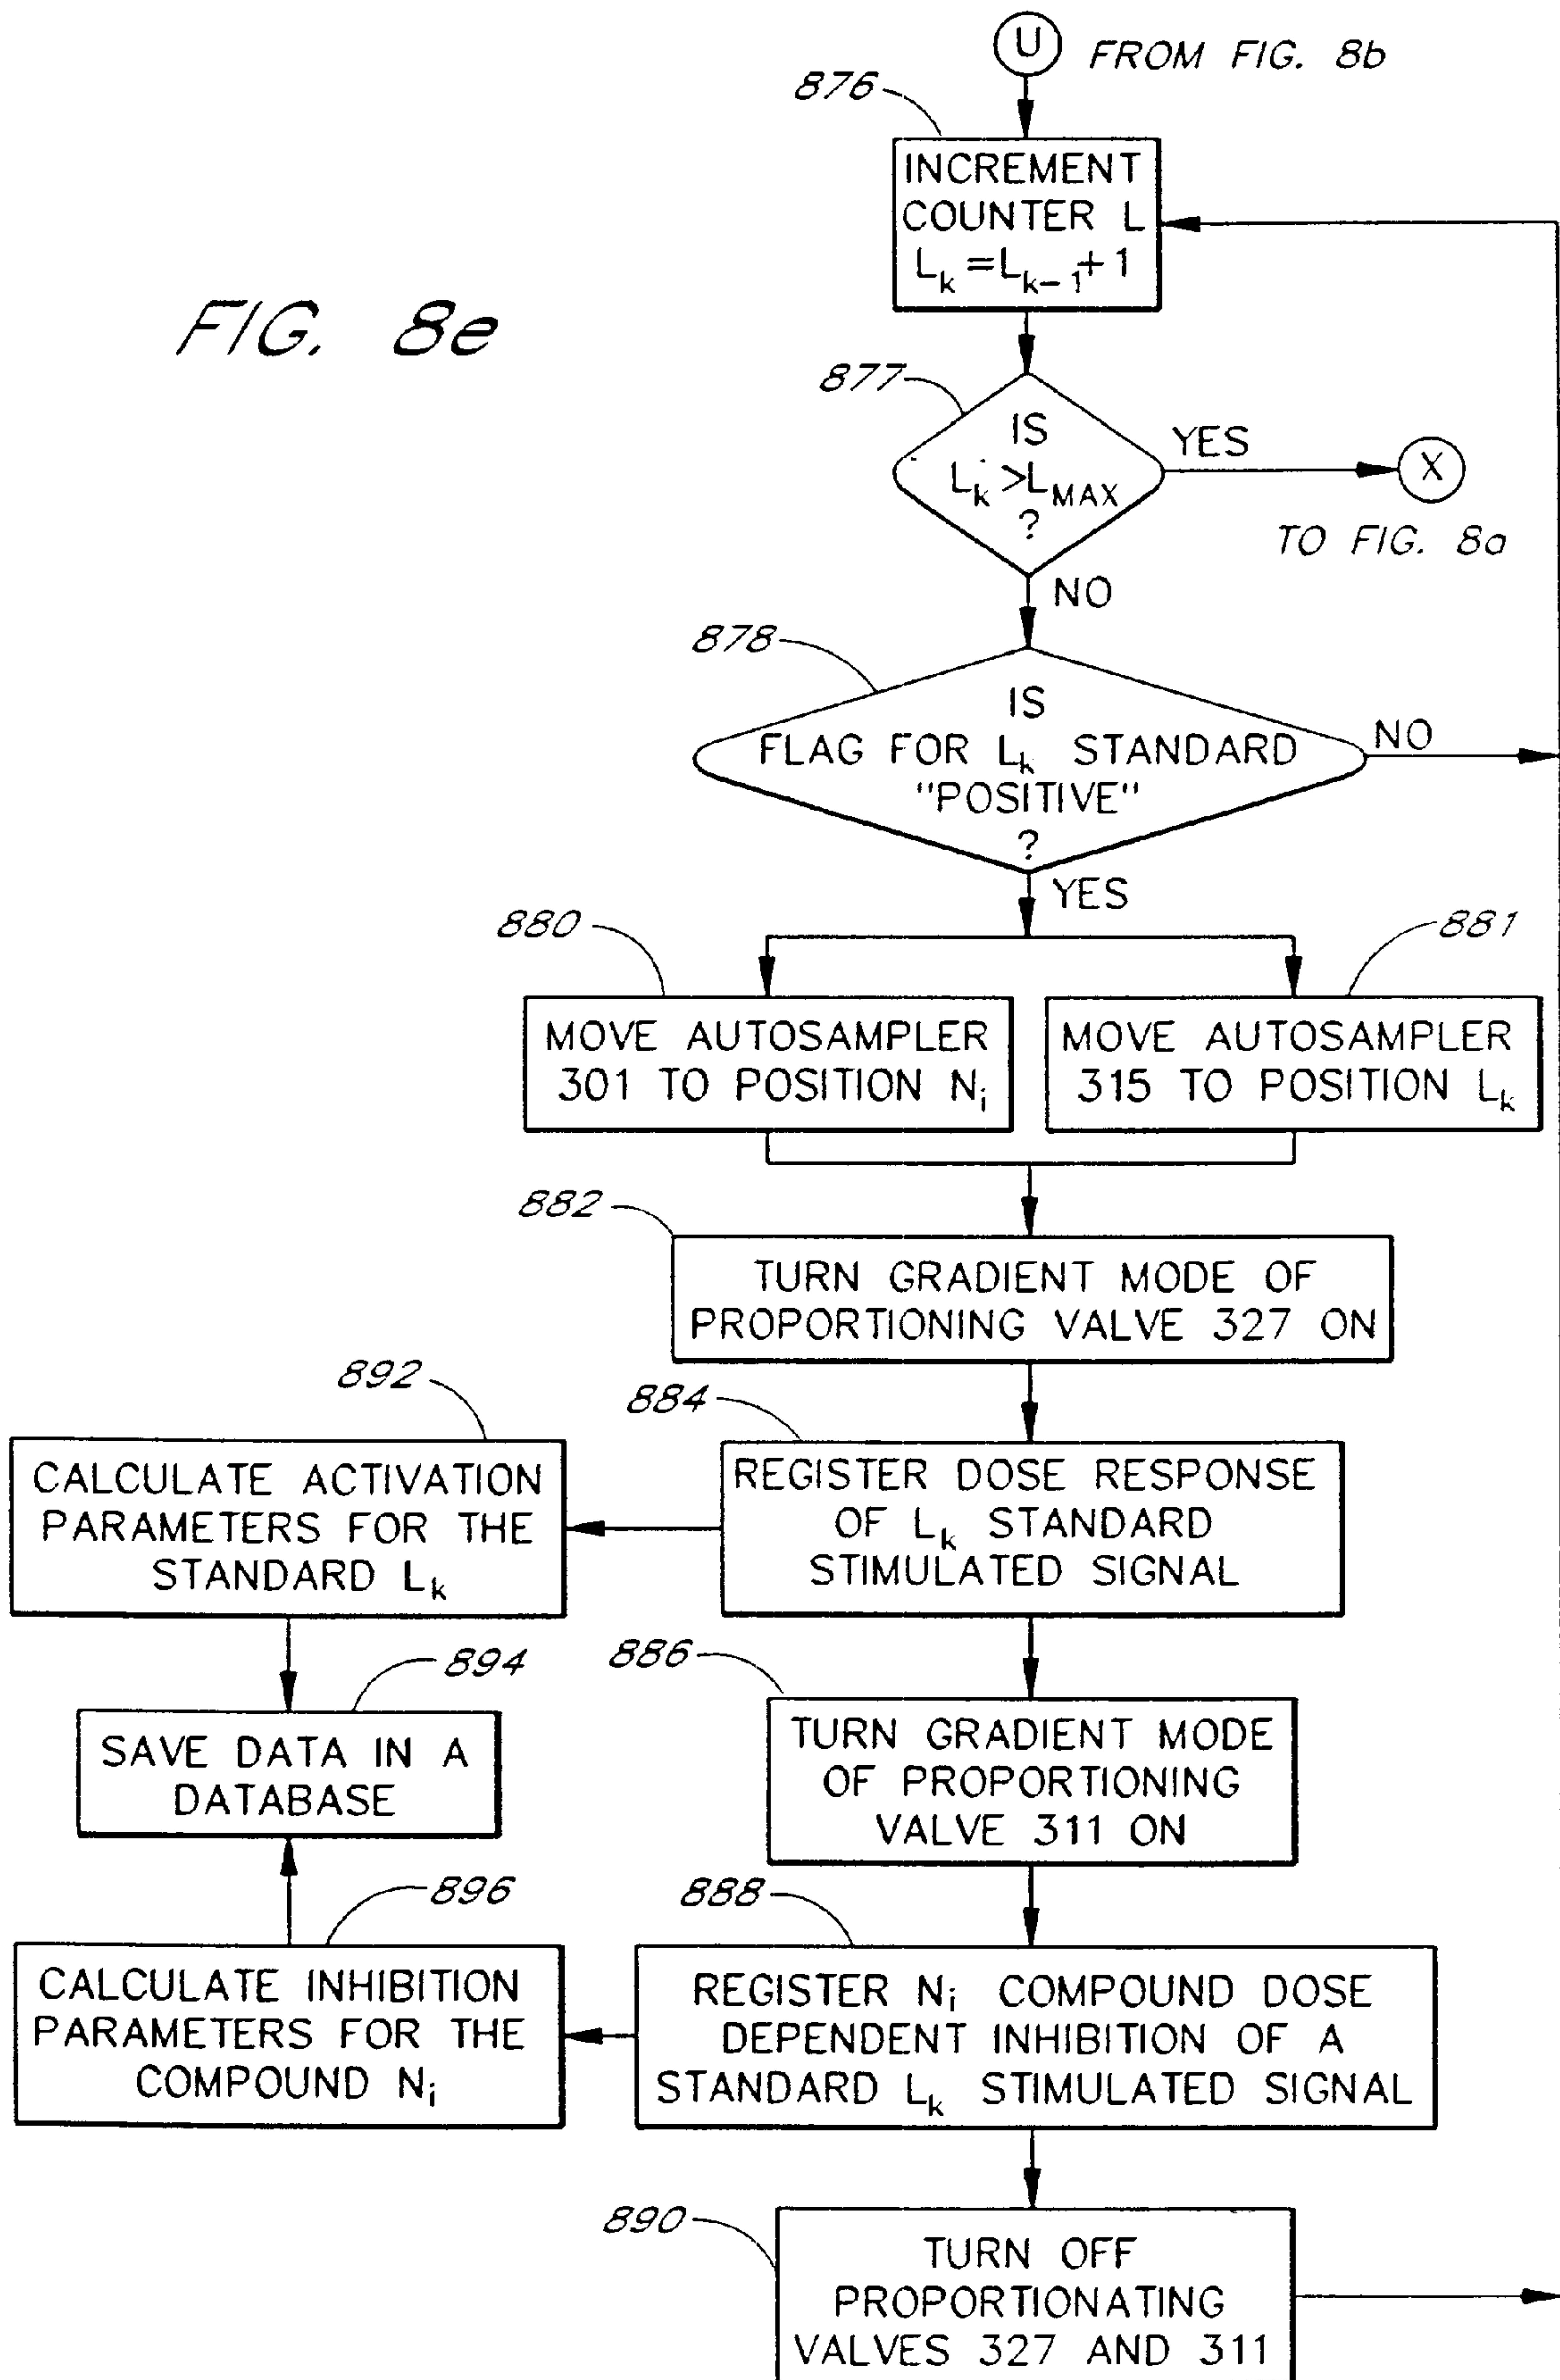 U FROM FIG. 8b
876
INCREMENT
COUNTER L
Lk =Lk-1+1
FIG. 8e
877
IS
Lk >LMAX
?
YES
X
TO FIG. 8a
NO
878
IS
FLAG FOR Lk STANDARD
"POSITIVE"
?
NO
YES
880
881
MOVE AUTOSAMPLER
301 TO POSITION Ni
MOVE AUTOSAMPLER
315 TO POSITION Lk
882
TURN GRADIENT MODE OF
PROPORTIONING VALVE 327 ON
892
884
CALCULATE ACTIVATION
PARAMETERS FOR THE
STANDARD Lk
REGISTER DOSE RESPONSE
OF Lk STANDARD
STIMULATED SIGNAL
894
886
SAVE DATA IN A
DATABASE
TURN GRADIENT MODE
OF PROPORTIONING
VALVE 311 ON
896
888
CALCULATE INHIBITION
PARAMETERS FOR THE
COMPOUND Ni
REGISTER Ni COMPOUND DOSE
DEPENDENT INHIBITION OF A
STANDARD Lk STIMULATED SIGNAL
890
TURN OFF
PROPORTIONATING
VALVES 327 AND 311